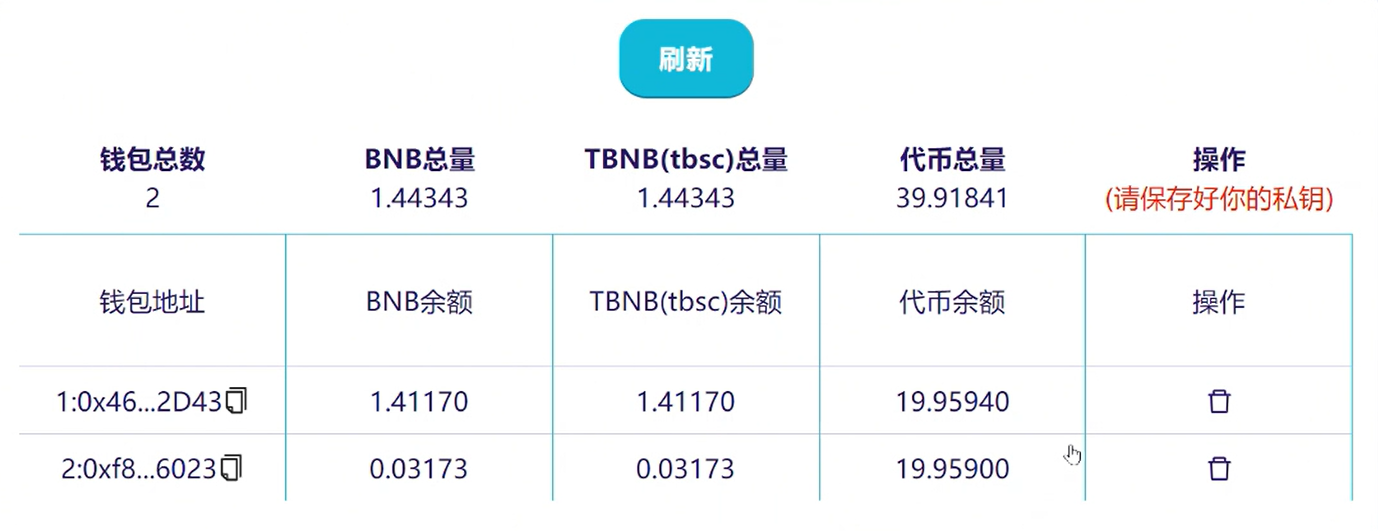 刷新
钱包总数 BNB总量 TBNB(tbsc)总量 代币总量 操作
2 1.44343 1.44343 39.91841 (请保存好你的私钥)
钱包地址 BNB余额 TBNB(tbsc)余额 代币余额 操作
1:0x46...2D43 1.41170 1.41170 19.95940
2:0xf8...6023 0.03173 0.03173 19.95900